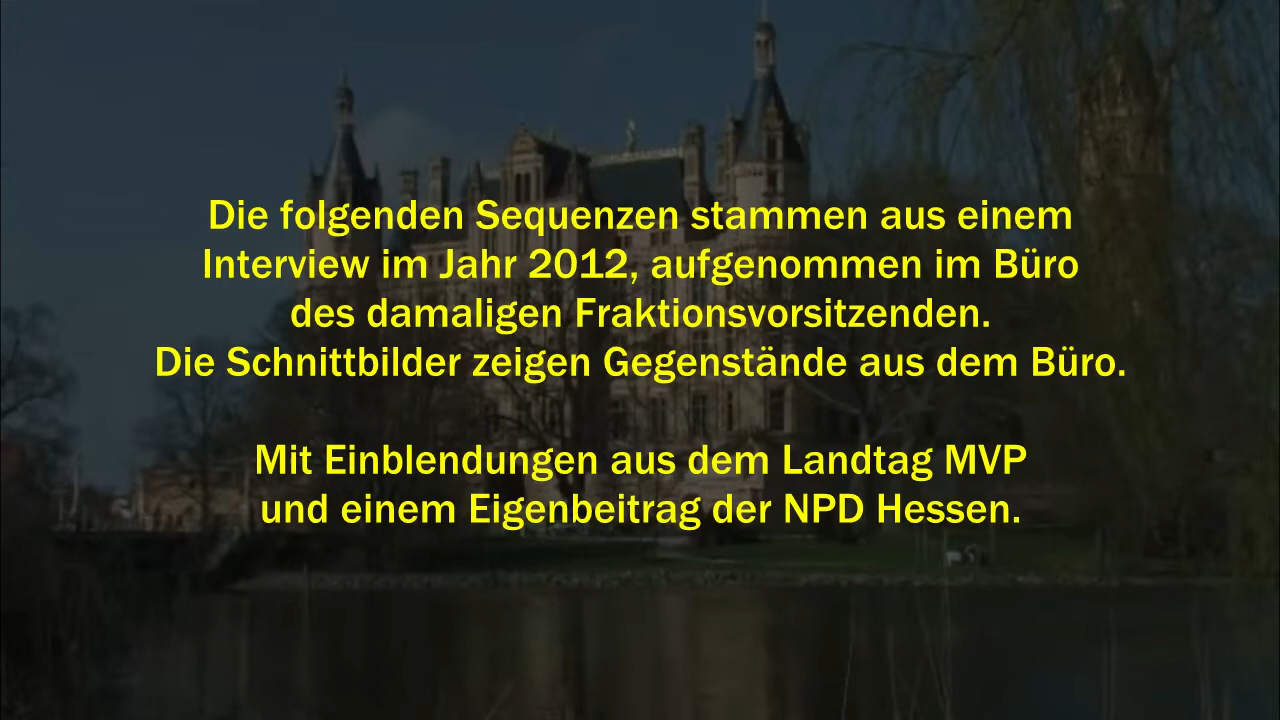 Die folgenden Sequenzen stammen aus einem
Interview im Jahr 2012, aufgenommen im Büro
des damaligen Fraktionsvorsitzenden.
Die Schnittbilder zeigen Gegenstände aus dem Büro.
Mit Einblendungen aus dem Landtag MVP
und einem Eigenbeitrag der NPD Hessen.